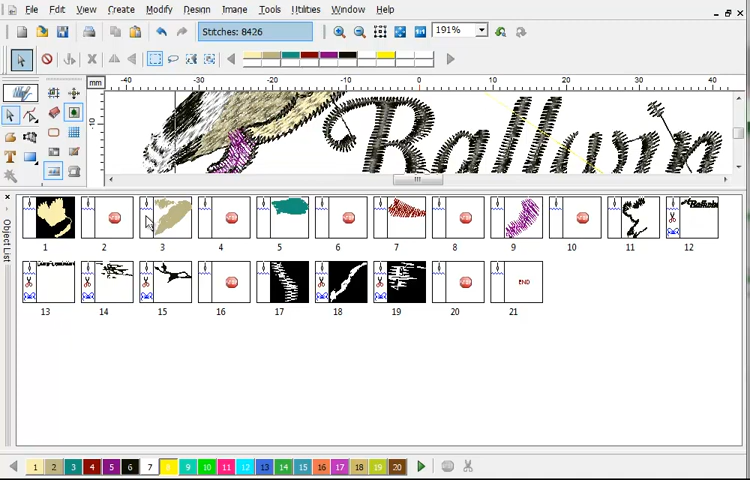 File Edit View Create Modify Design Image Tools Utilities Window Help
Stitches: 8426
191%
mm -40 -30 -20 -10 0 10 20 30 40
-10
Balluun
Object List
1 2 3 4 5 6 7 8 9 10 11 12
END
13 14 15 16 17 18 19 20 21
1 2 3 4 5 6 7 8 9 10 11 12 13 14 15 16 17 18 19 20